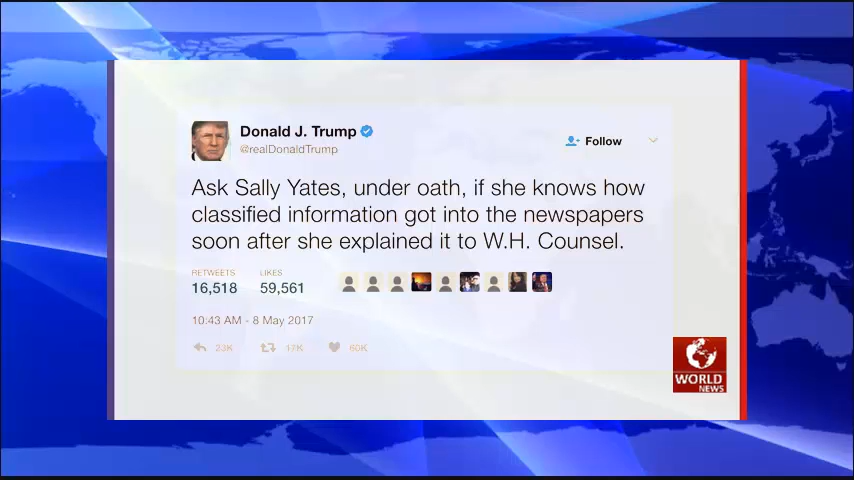 Donald J. Trump
@realDonaldTrump
Follow
Ask Sally Yates, under oath, if she knows how
classified information got into the newspapers
soon after she explained it to W.H. Counsel.
RETWEETS LIKES
16,518 59,561
10:43 AM - 8 May 2017
23K 17K 60K
WORLD
NEWS